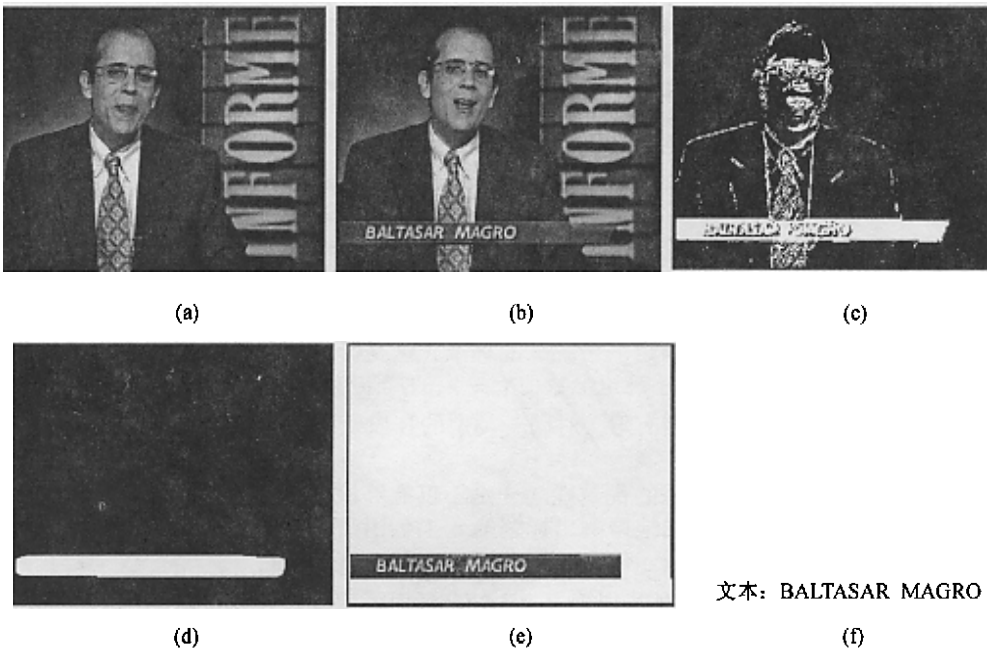 INFORME
INFORME
BALTASAR MAGRO
BALTASAR MAGRO
(a)
(b)
(c)
BALTASAR MAGRO
文本: BALTASAR MAGRO
(d)
(e)
(f)